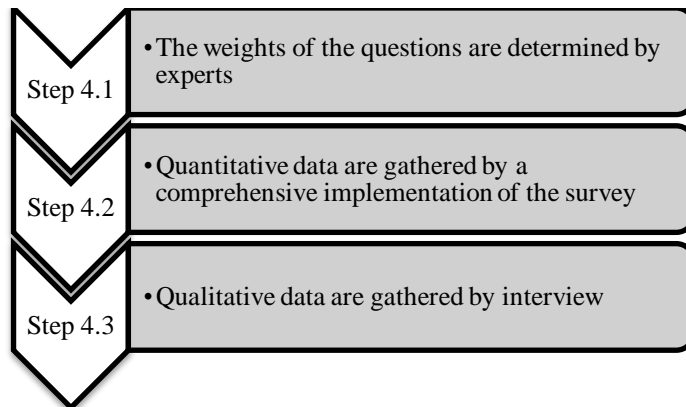 Step 4.1
•The weights of the questions are determined by
experts
Step 4.2
•Quantitative data are gathered by a
comprehensive implementation of the survey
Step 4.3
•Qualitative data are gathered by interview